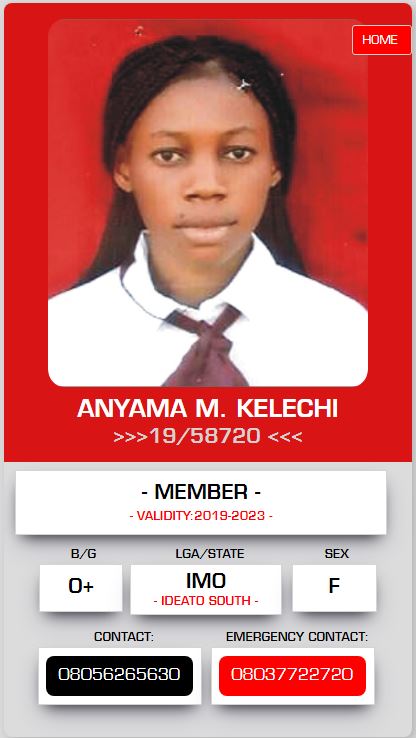 HOME
ANYAMA M. KELECHI
>>>19/58720 <<<
- MEMBER -
- VALIDITY:2019-2023 -
B/G
LGA/STATE
SEX
O+
IMO
F
- IDEATO SOUTH -
CONTACT:
EMERGENCY CONTACT:
08056265630
08037722720